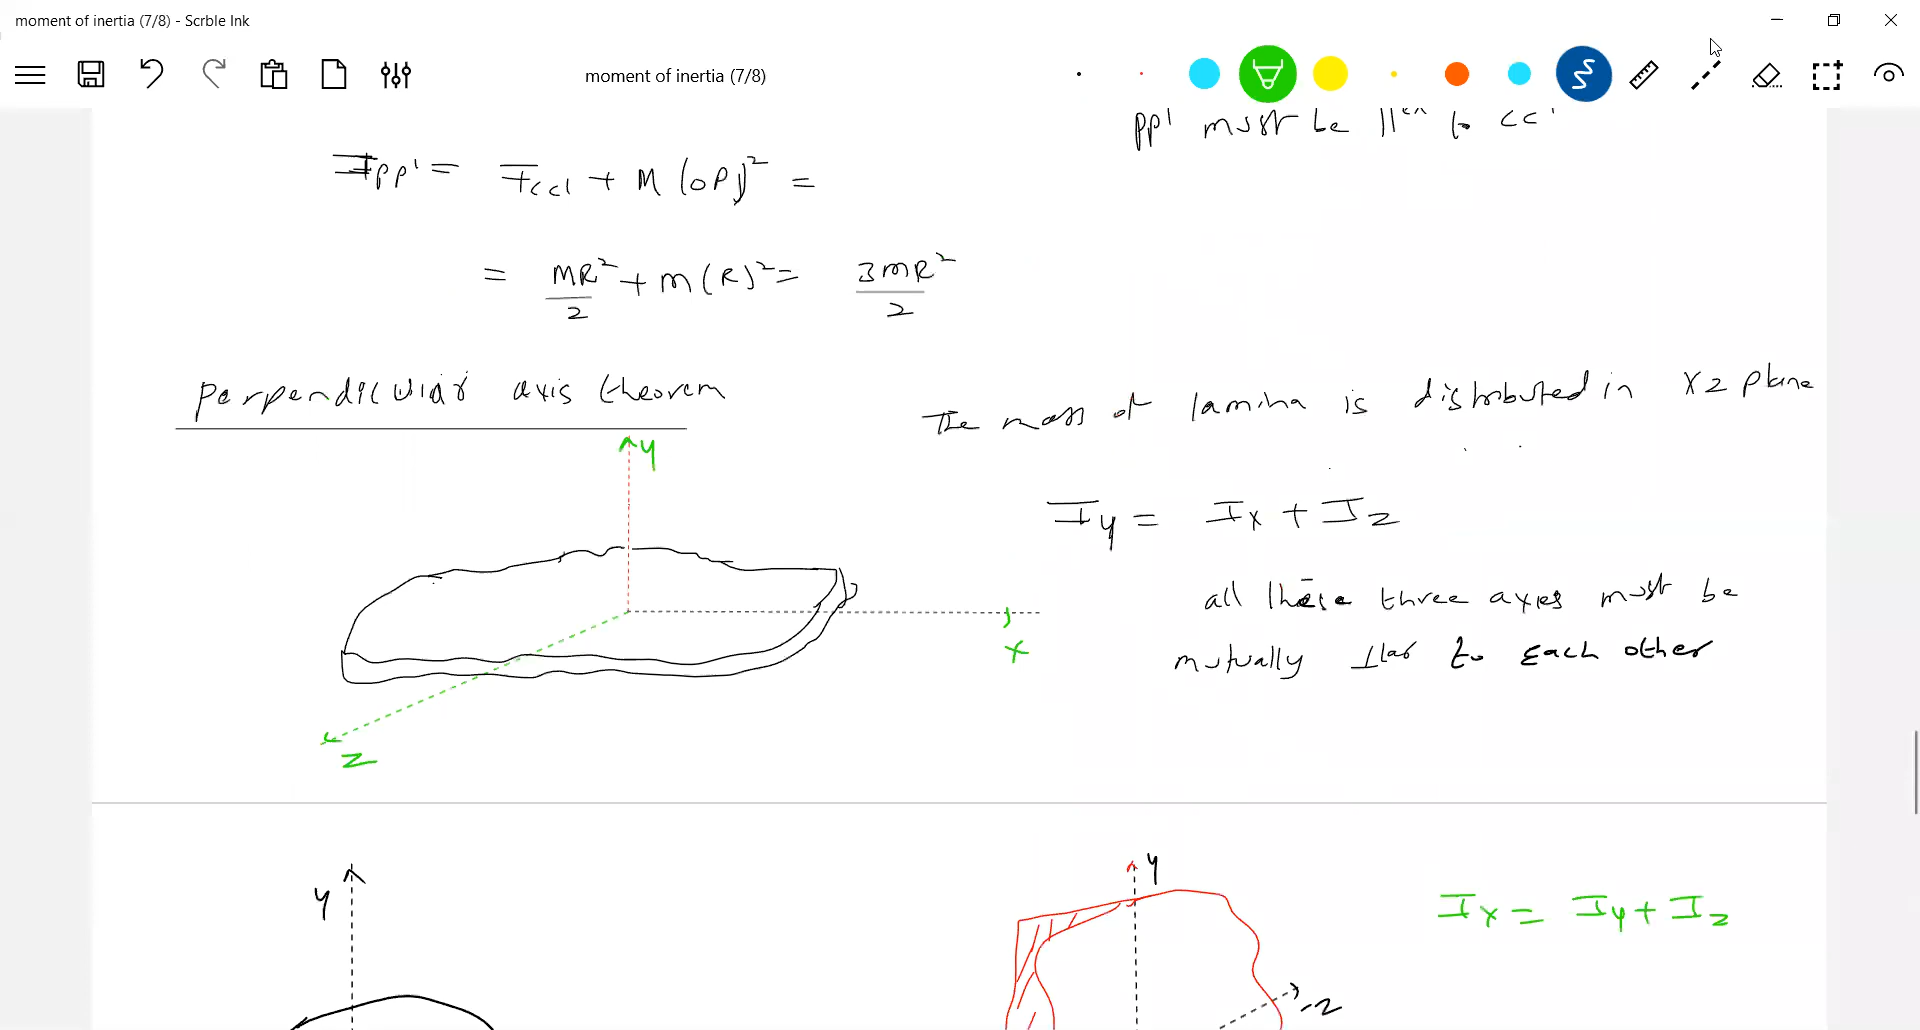 moment of inertia (7/8) - Scrble Ink
moment of inertia (7/8)
PP' must be ||ar to CC'
IPP' = ICC' + M (OP)² =
= MR²/2 + M(R)² = 3MR²/2
perpendicular axis theorem
The mass of lamina is distributed in XZ plane
y
Iy = Ix + Iz
all these three axes must be
x
mutually ⊥lar to each other
z
y
y
Ix = Iy + Iz
-z